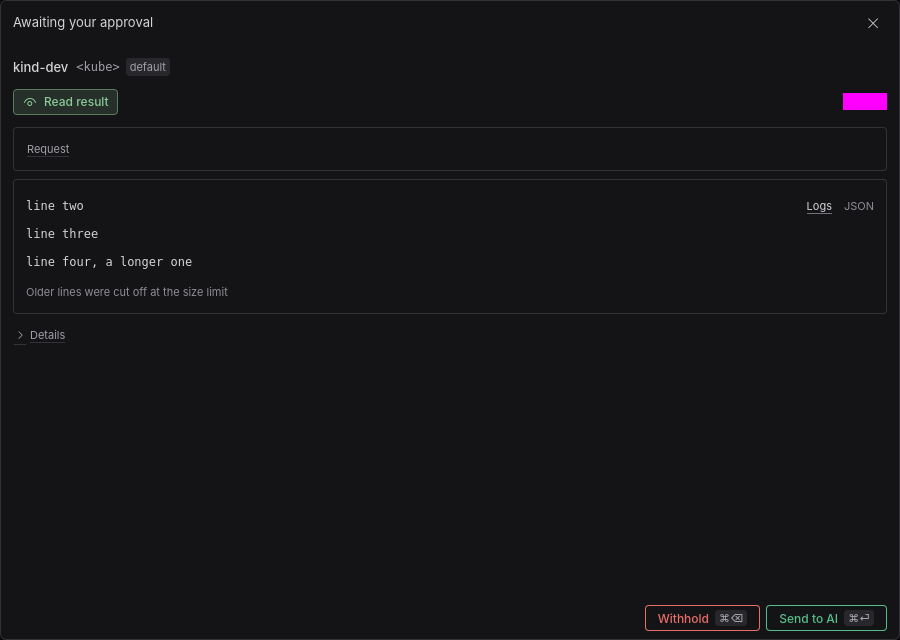 Awaiting your approval
kind-dev <kube> default
Read result
Request
line two
Logs JSON
line three
line four, a longer one
Older lines were cut off at the size limit
Details
Withhold ⌘⌫ Send to AI ⌘⏎